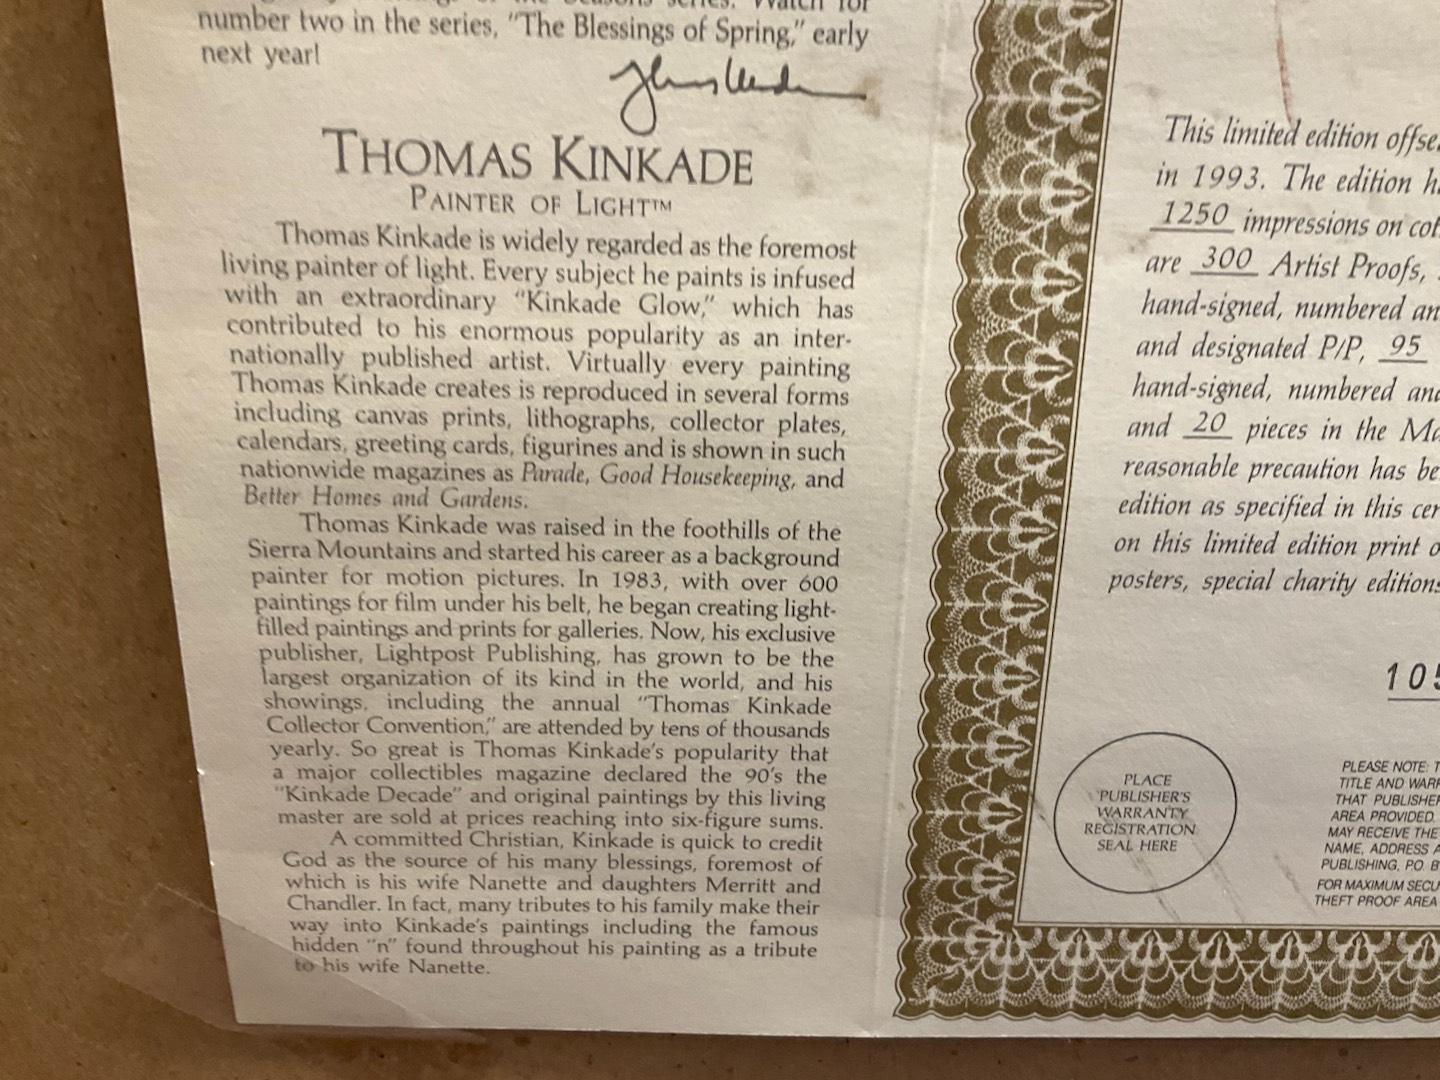 number two in the series, "The Blessings of Spring," early
next year!
THOMAS KINKADE
PAINTER OF LIGHT™
Thomas Kinkade is widely regarded as the foremost
living painter of light. Every subject he paints is infused
with an extraordinary "Kinkade Glow," which has
contributed to his enormous popularity as an inter-
nationally published artist. Virtually every painting
Thomas Kinkade creates is reproduced in several forms
including canvas prints, lithographs, collector plates,
calendars, greeting cards, figurines and is shown in such
nationwide magazines as Parade, Good Housekeeping, and
Better Homes and Gardens.
Thomas Kinkade was raised in the foothills of the
Sierra Mountains and started his career as a background
painter for motion pictures. In 1983, with over 600
paintings for film under his belt, he began creating light-
filled paintings and prints for galleries. Now, his exclusive
publisher, Lightpost Publishing, has grown to be the
largest organization of its kind in the world, and his
showings, including the annual "Thomas Kinkade
Collector Convention," are attended by tens of thousands
yearly. So great is Thomas Kinkade's popularity that
a major collectibles magazine declared the 90's the
"Kinkade Decade" and original paintings by this living
master are sold at prices reaching into six-figure sums.
A committed Christian, Kinkade is quick to credit
God as the source of his many blessings, foremost of
which is his wife Nanette and daughters Merritt and
Chandler. In fact, many tributes to his family make their
way into Kinkade's paintings including the famous
hidden "n" found throughout his painting as a tribute
to his wife Nanette.
This limited edition
in 1993. The edition
1250 impressions on
are 300 Artist Proofs,
hand-signed, numbered
and designated P/P, 95
hand-signed, numbered
and 20 pieces in the
reasonable precaution has
edition as specified in this
on this limited edition print
posters, special charity editions
105
PLACE
PUBLISHER'S
WARRANTY
REGISTRATION
SEAL HERE
PLEASE NOTE:
TITLE AND
THAT
AREA PROVIDED.
MAY RECEIVE THE
NAME, ADDRESS
PUBLISHING, P.O.
FOR MAXIMUM
THEFT PROOF AREA